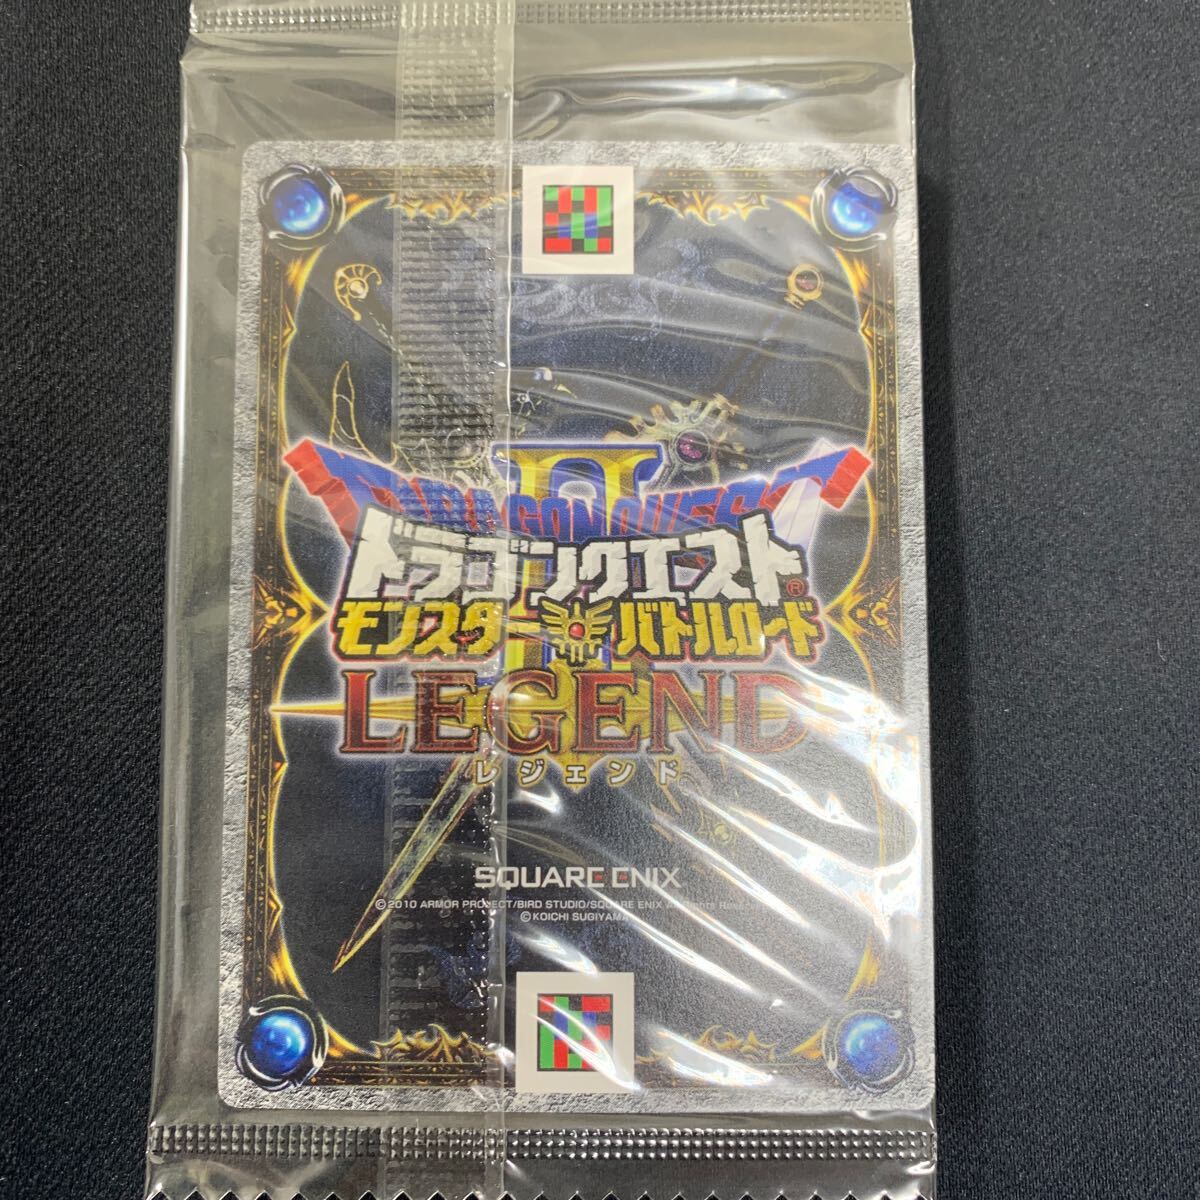 II
DRAGON QUEST
ドラゴンクエスト®
モンスターバトルロード
LEGEND
レジェンド
SQUARE ENIX
©2010 ARMOR PROJECT/BIRD STUDIO/SQUARE ENIX All Rights
©KOICHI SUGIYAMA